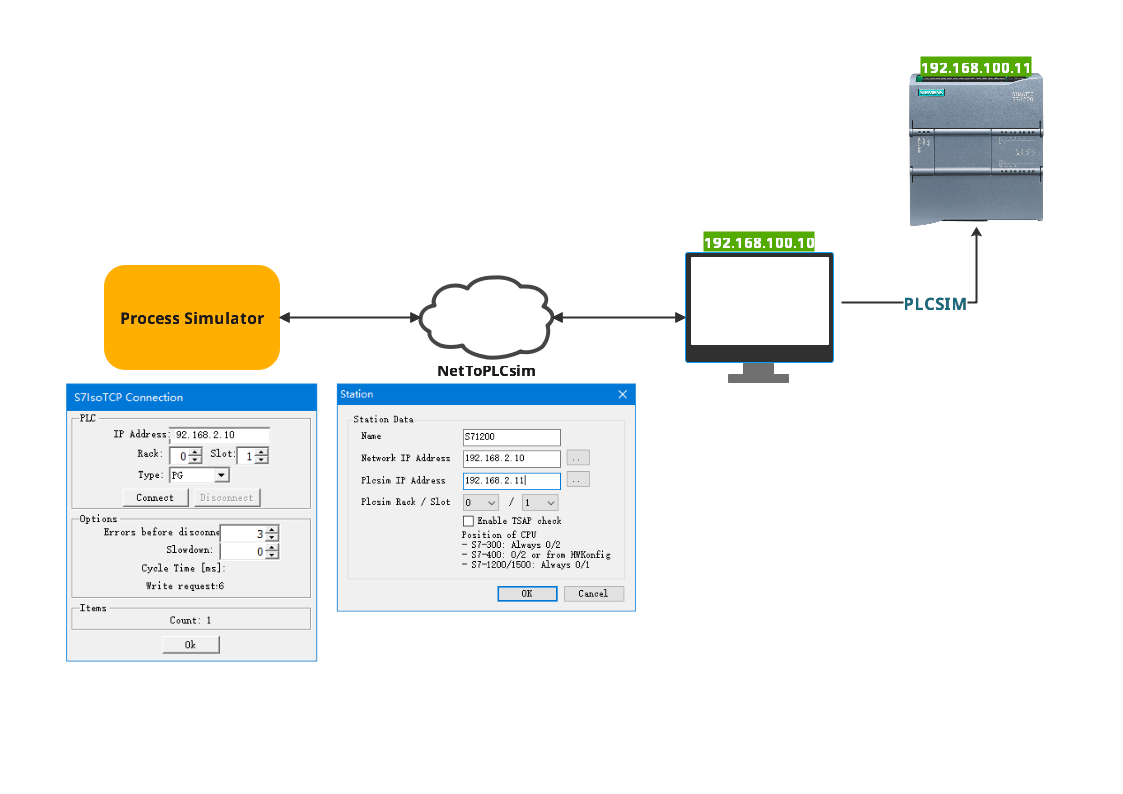 192.168.100.11
SIEMENS
SIMATIC
S7-1200
192.168.100.10
PLCSIM
Process Simulator
NetToPLCsim
S7IsoTCP Connection
PLC
IP Address: 92.168.2.10
Rack: 0 Slot: 1
Type: PG
Connect Disconnect
Options
Errors before disconne 3
Slowdown: 0
Cycle Time [ms]:
Write request:6
Items
Count: 1
Ok
Station
Station Data
Name S71200
Network IP Address 192.168.2.10 ..
Plcsim IP Address 192.168.2.11 ..
Plcsim Rack / Slot 0 / 1
Enable TSAP check
Position of CPU
- S7-300: Always 0/2
- S7-400: 0/2 or from HWKonfig
- S7-1200/1500: Always 0/1
OK Cancel